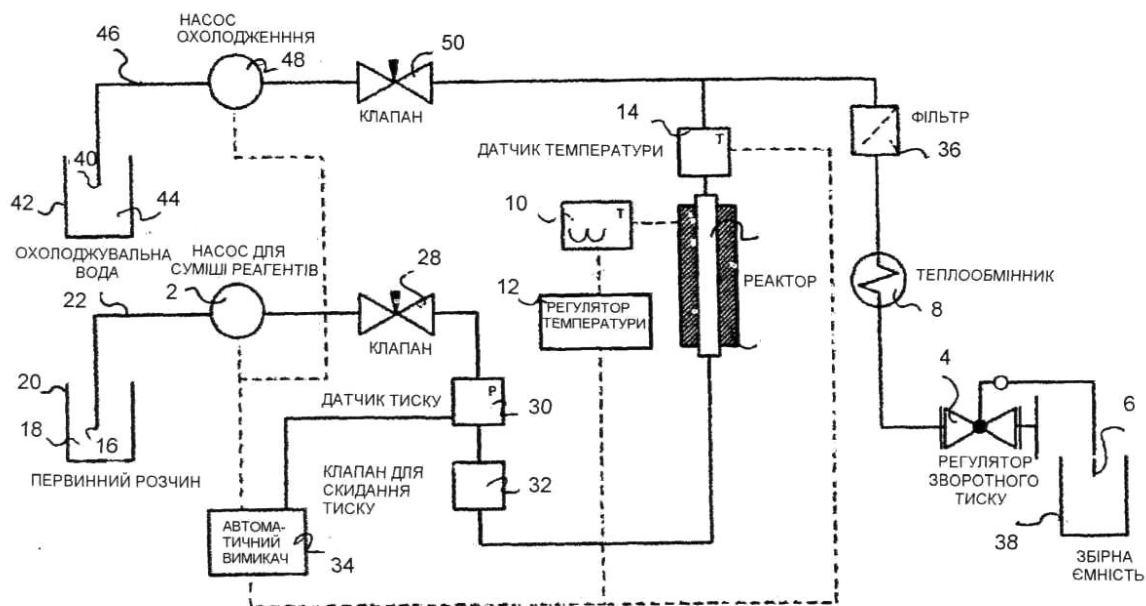 НАСОС
ОХОЛОДЖЕНННЯ
46
48
50
КЛАПАН
14
T
ДАТЧИК ТЕМПЕРАТУРИ
ФІЛЬТР
36
40
42
44
ОХОЛОДЖУВАЛЬНА
ВОДА
10
T
НАСОС ДЛЯ
СУМІШІ РЕАГЕНТІВ
22
2
28
КЛАПАН
12
РЕГУЛЯТОР
ТЕМПЕРАТУРИ
РЕАКТОР
ТЕПЛООБМІННИК
8
20
18
16
ПЕРВИННИЙ РОЗЧИН
ДАТЧИК ТИСКУ
P
30
КЛАПАН ДЛЯ
СКИДАННЯ
ТИСКУ
32
АВТОМА-
ТИЧНИЙ
ВИМИКАЧ
34
4
6
РЕГУЛЯТОР
ЗВОРОТНОГО
ТИСКУ
38
ЗБІРНА
ЄМНІСТЬ